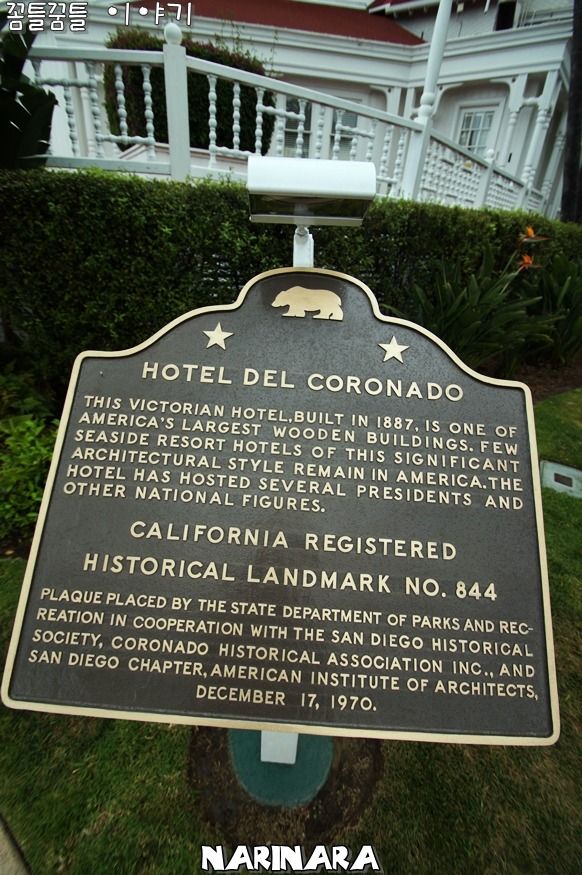 꼼틀꿈틀 이야기
HOTEL DEL CORONADO
THIS VICTORIAN HOTEL, BUILT IN 1887, IS ONE OF
AMERICA'S LARGEST WOODEN BUILDINGS. FEW
SEASIDE RESORT HOTELS OF THIS SIGNIFICANT
ARCHITECTURAL STYLE REMAIN IN AMERICA. THE
HOTEL HAS HOSTED SEVERAL PRESIDENTS AND
OTHER NATIONAL FIGURES.
CALIFORNIA REGISTERED
HISTORICAL LANDMARK NO. 844
PLAQUE PLACED BY THE STATE DEPARTMENT OF PARKS AND REC-
REATION IN COOPERATION WITH THE SAN DIEGO HISTORICAL
SOCIETY, CORONADO HISTORICAL ASSOCIATION INC., AND
SAN DIEGO CHAPTER, AMERICAN INSTITUTE OF ARCHITECTS,
DECEMBER 17, 1970.
NARINARA